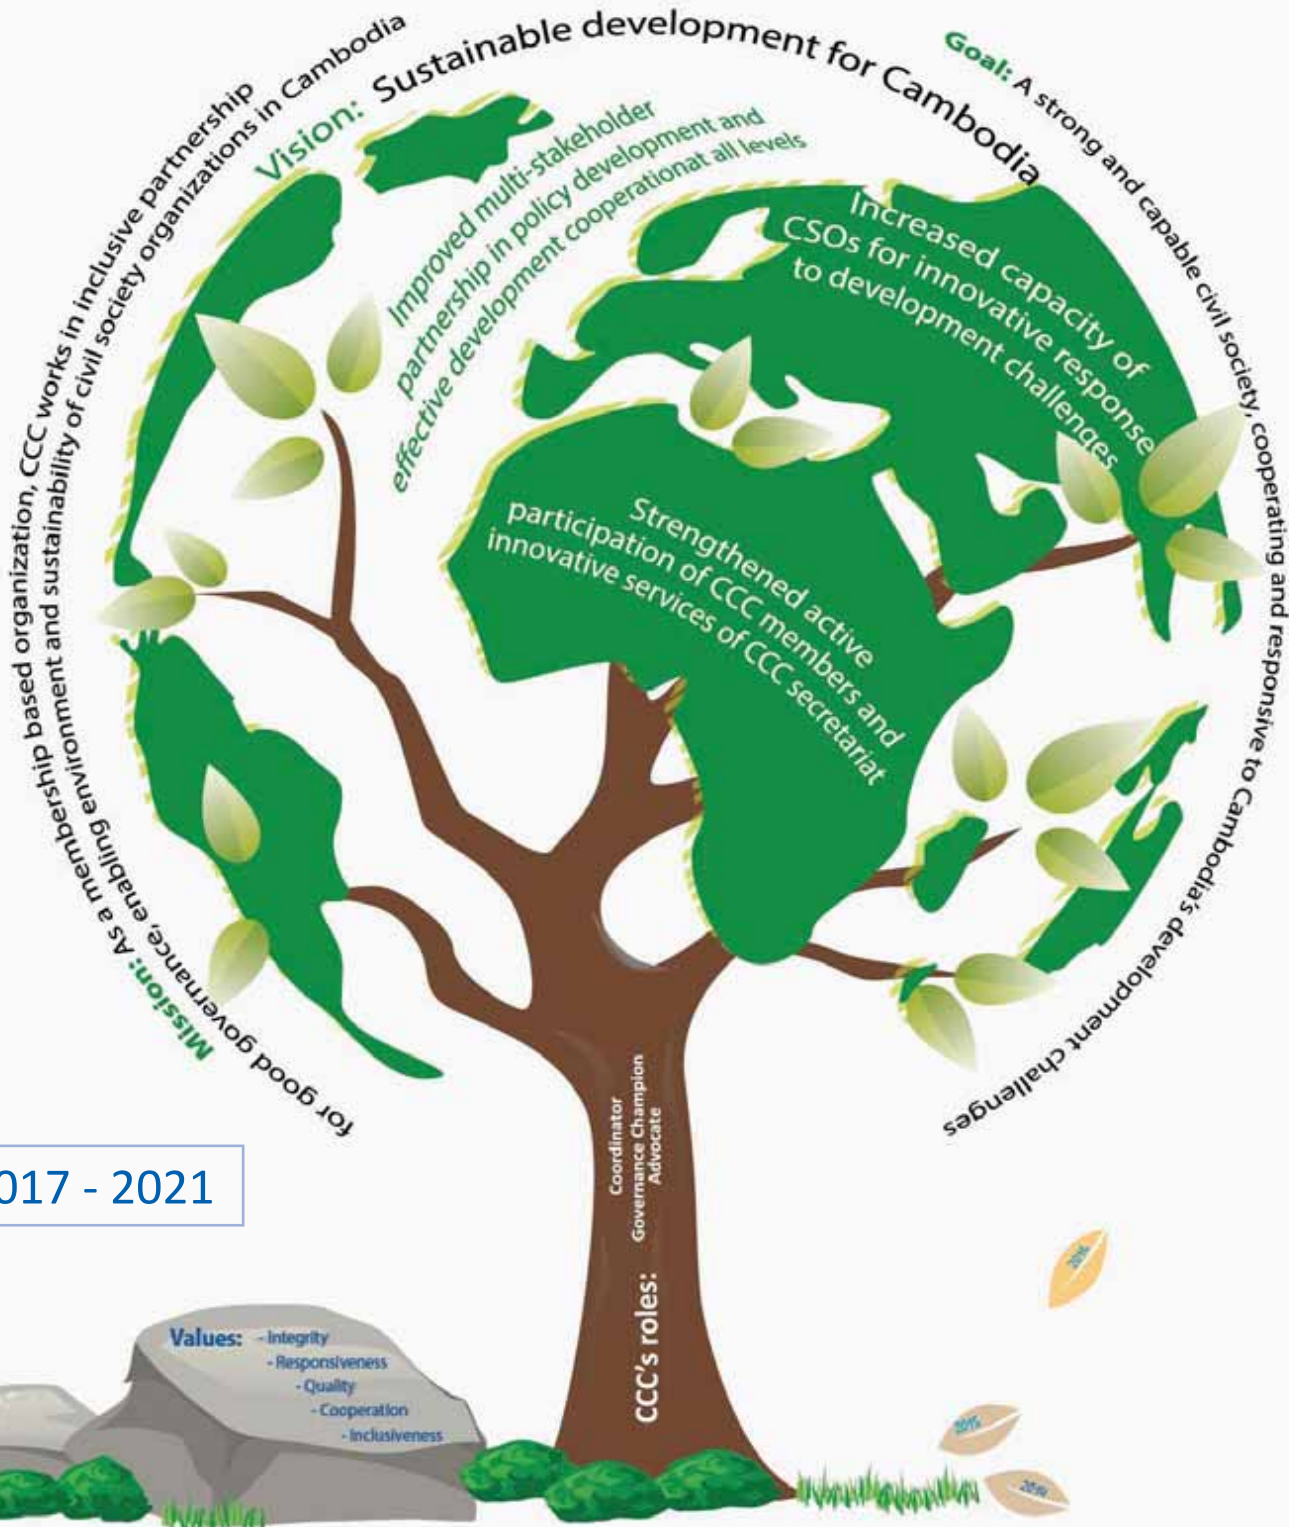 Vision: Sustainable development for Cambodia
Goal: A strong and capable civil society, cooperating and responsive to Cambodia's development challenges
Mission: As a membership based organization, CCC works in inclusive partnership
for good governance, enabling environment and sustainability of civil society organizations in Cambodia
Improved multi-stakeholder
partnership in policy development and
effective development cooperationat all levels
Increased capacity of
CSOs for innovative response
to development challenges
Strengthened active
participation of CCC members and
innovative services of CCC secretariat
CCC's roles:
Coordinator
Governance Champion
Advocate
017 - 2021
Values: - Integrity
- Responsiveness
- Quality
- Cooperation
- Inclusiveness
2016
2015
2014